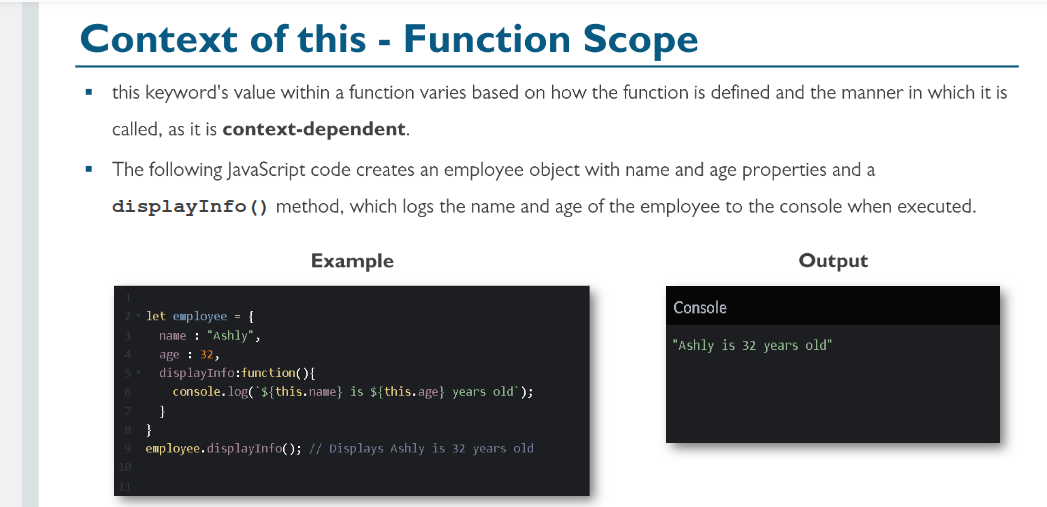 Context of this - Function Scope
▪ this keyword's value within a function varies based on how the function is defined and the manner in which it is
called, as it is context-dependent.
▪ The following JavaScript code creates an employee object with name and age properties and a
displayInfo() method, which logs the name and age of the employee to the console when executed.
Example
Output
1
2 let employee = {
3 name : "Ashly",
4 age : 32,
5 displayInfo:function(){
6 console.log(`${this.name} is ${this.age} years old`);
7 }
8 }
9 employee.displayInfo(); // Displays Ashly is 32 years old
10
11
Console
"Ashly is 32 years old"